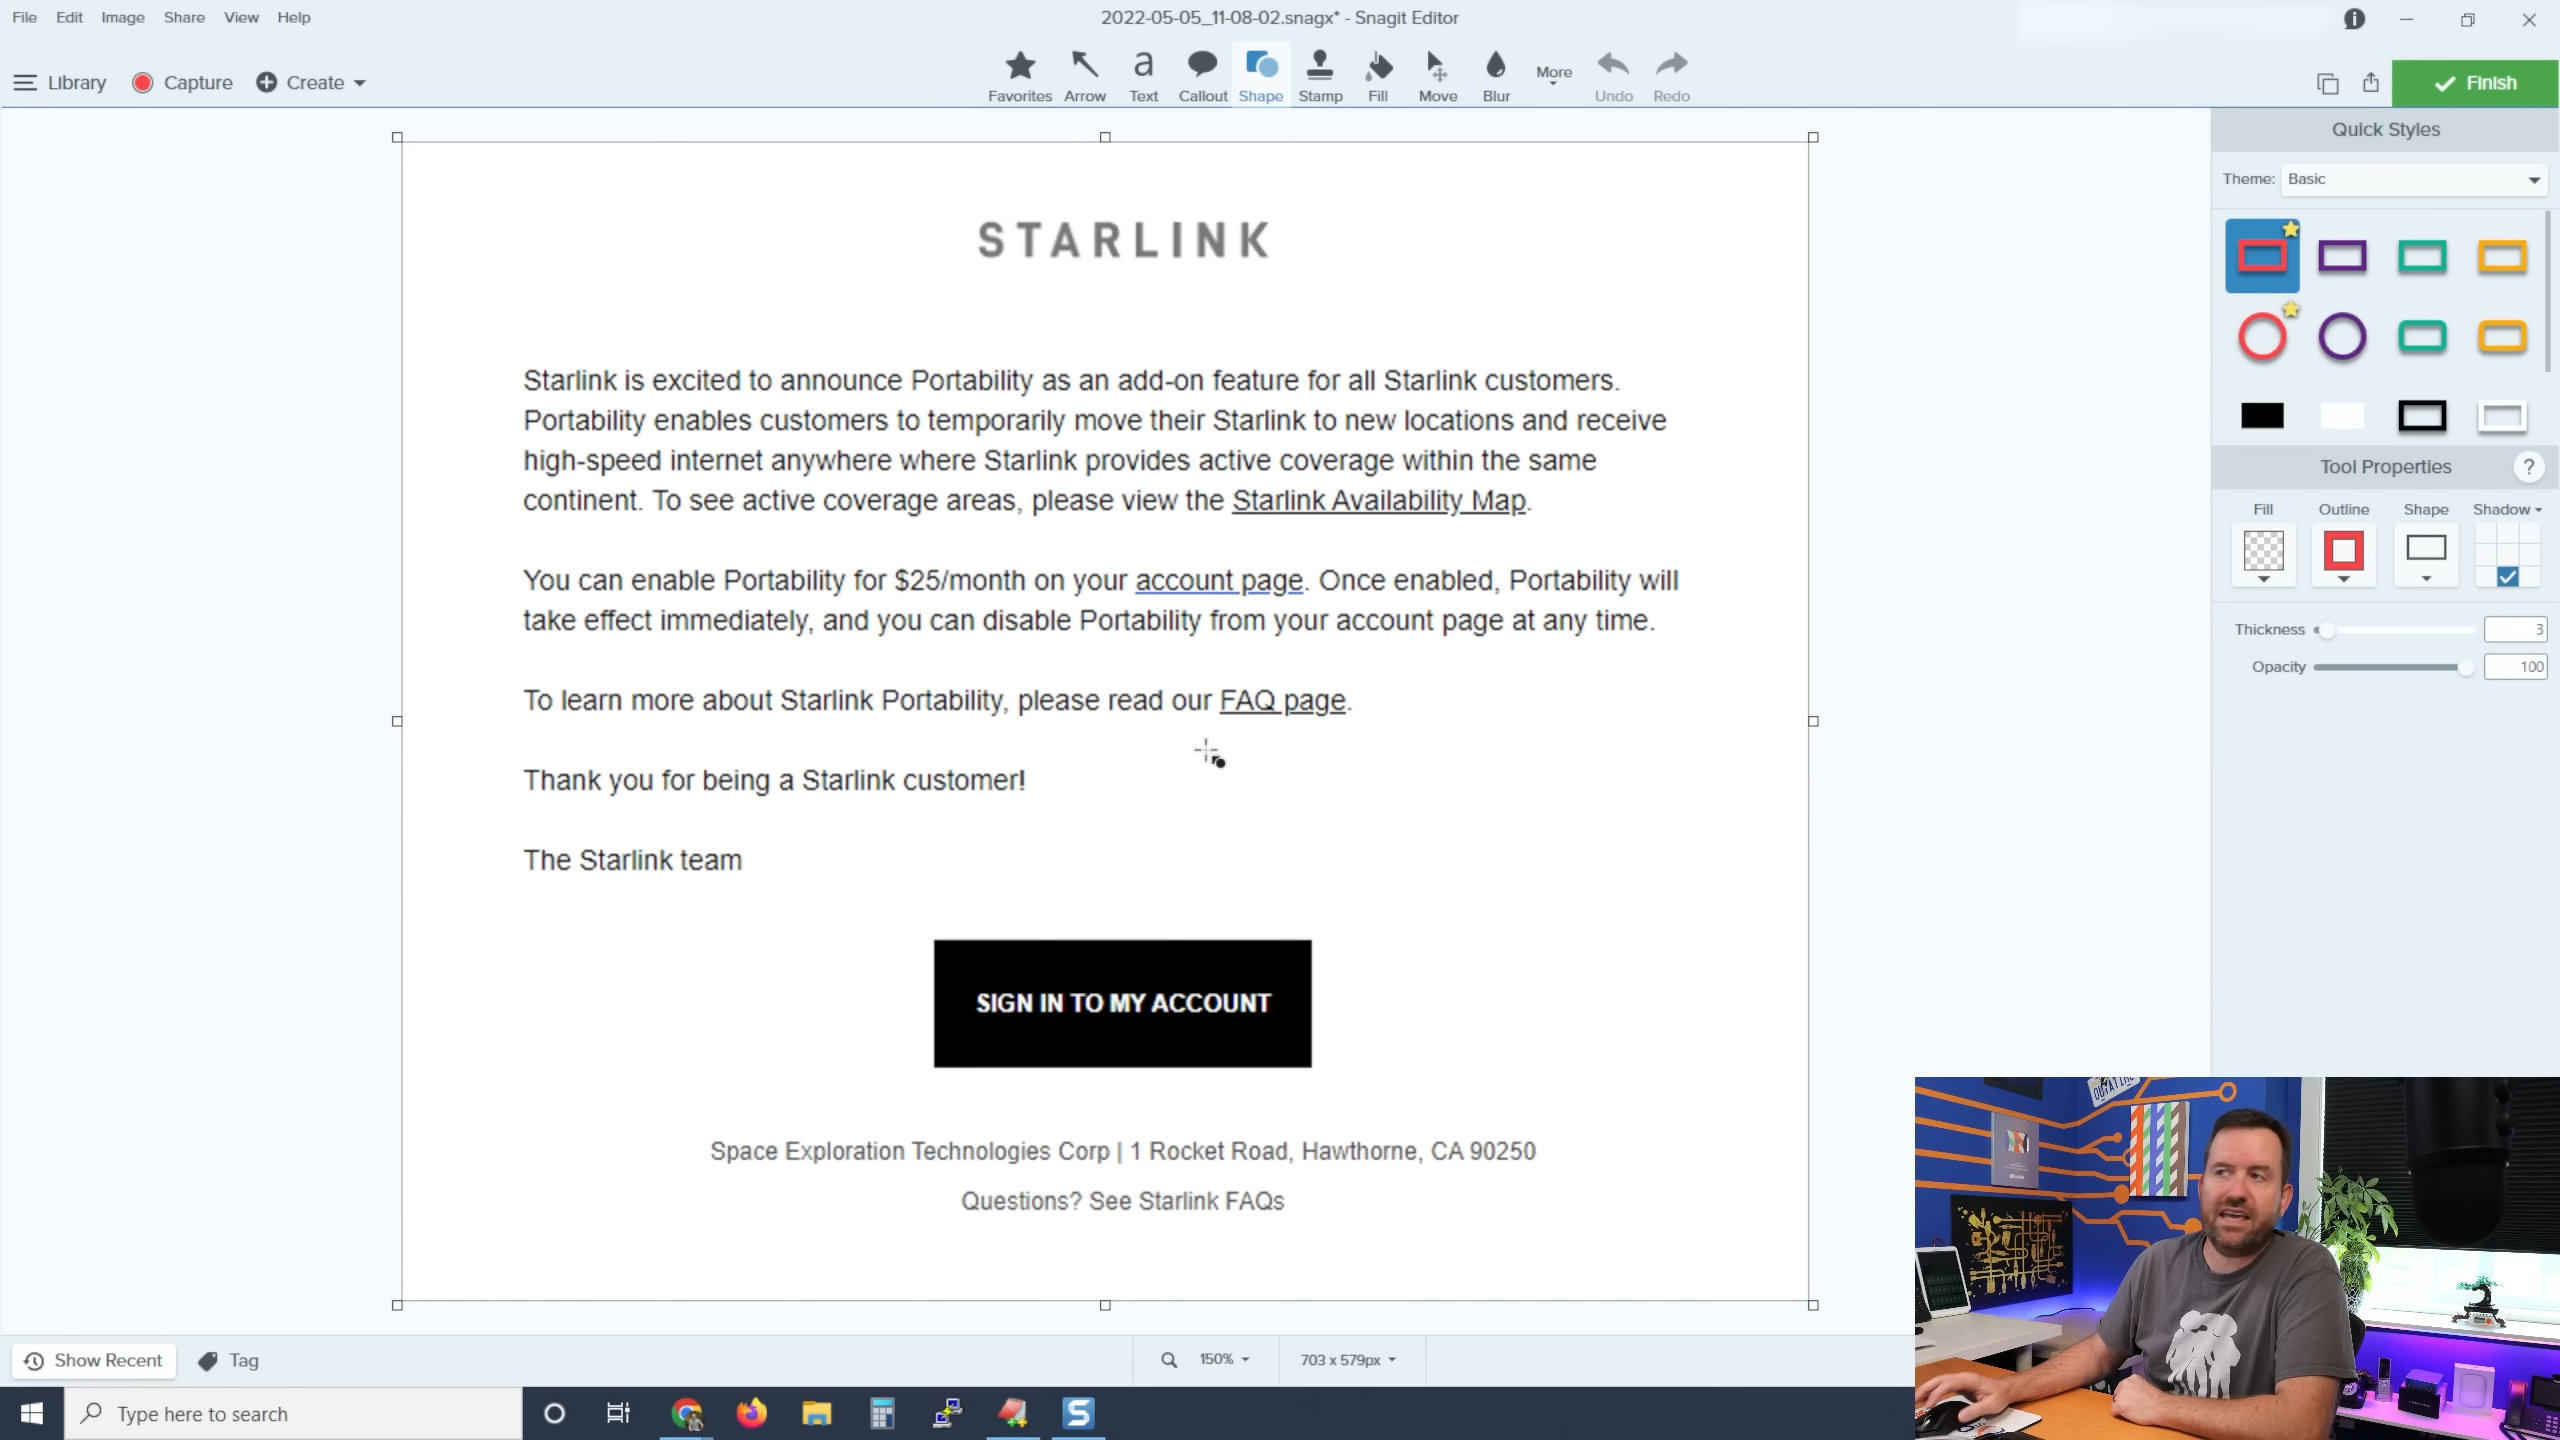 File Edit Image Share View Help
2022-05-05_11-08-02.snagx* - Snagit Editor
Library Capture Create
Favorites Arrow Text Callout Shape Stamp Fill Move Blur More Undo Redo
Finish
Quick Styles
Theme: Basic
STARLINK
Starlink is excited to announce Portability as an add-on feature for all Starlink customers.
Portability enables customers to temporarily move their Starlink to new locations and receive
high-speed internet anywhere where Starlink provides active coverage within the same
continent. To see active coverage areas, please view the Starlink Availability Map.
You can enable Portability for $25/month on your account page. Once enabled, Portability will
take effect immediately, and you can disable Portability from your account page at any time.
To learn more about Starlink Portability, please read our FAQ page.
Thank you for being a Starlink customer!
The Starlink team
SIGN IN TO MY ACCOUNT
Space Exploration Technologies Corp | 1 Rocket Road, Hawthorne, CA 90250
Questions? See Starlink FAQs
Tool Properties ?
Fill Outline Shape Shadow
Thickness 3
Opacity 100
Show Recent Tag
150% 703 x 579px
Type here to search